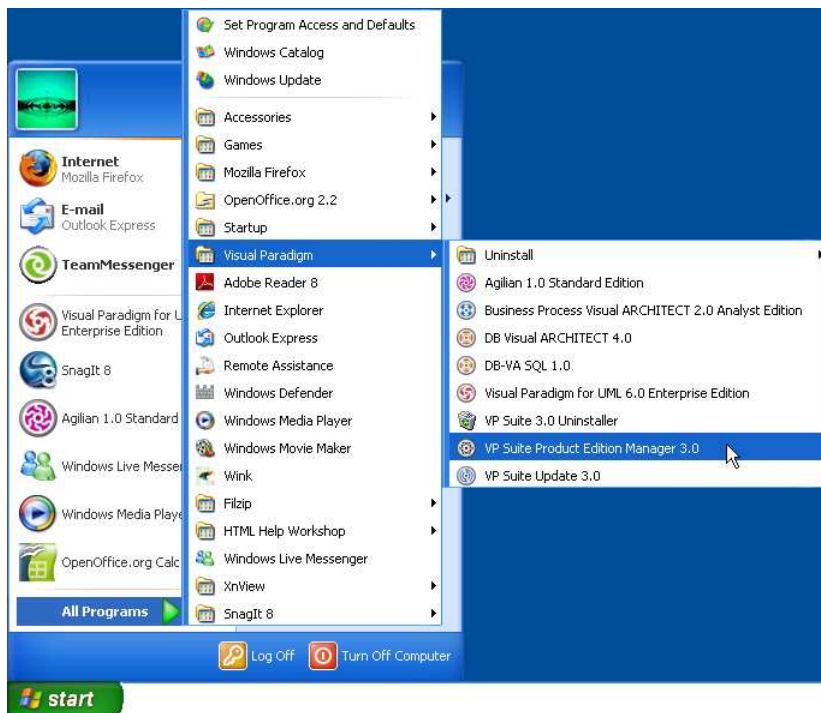 Set Program Access and Defaults
Windows Catalog
Windows Update
Accessories
Games
Mozilla Firefox
OpenOffice.org 2.2
Startup
Visual Paradigm
Adobe Reader 8
Internet Explorer
Outlook Express
Remote Assistance
Windows Defender
Windows Media Player
Windows Movie Maker
Wink
Filzip
HTML Help Workshop
Windows Live Messenger
XnView
SnagIt 8
Internet
Mozilla Firefox
E-mail
Outlook Express
TeamMessenger
Visual Paradigm for U
Enterprise Edition
SnagIt 8
Agilian 1.0 Standard
Windows Live Messe
Windows Media Playe
OpenOffice.org Calc
All Programs
Uninstall
Agilian 1.0 Standard Edition
Business Process Visual ARCHITECT 2.0 Analyst Edition
DB Visual ARCHITECT 4.0
DB-VA SQL 1.0
Visual Paradigm for UML 6.0 Enterprise Edition
VP Suite 3.0 Uninstaller
VP Suite Product Edition Manager 3.0
VP Suite Update 3.0
Log Off
Turn Off Computer
start